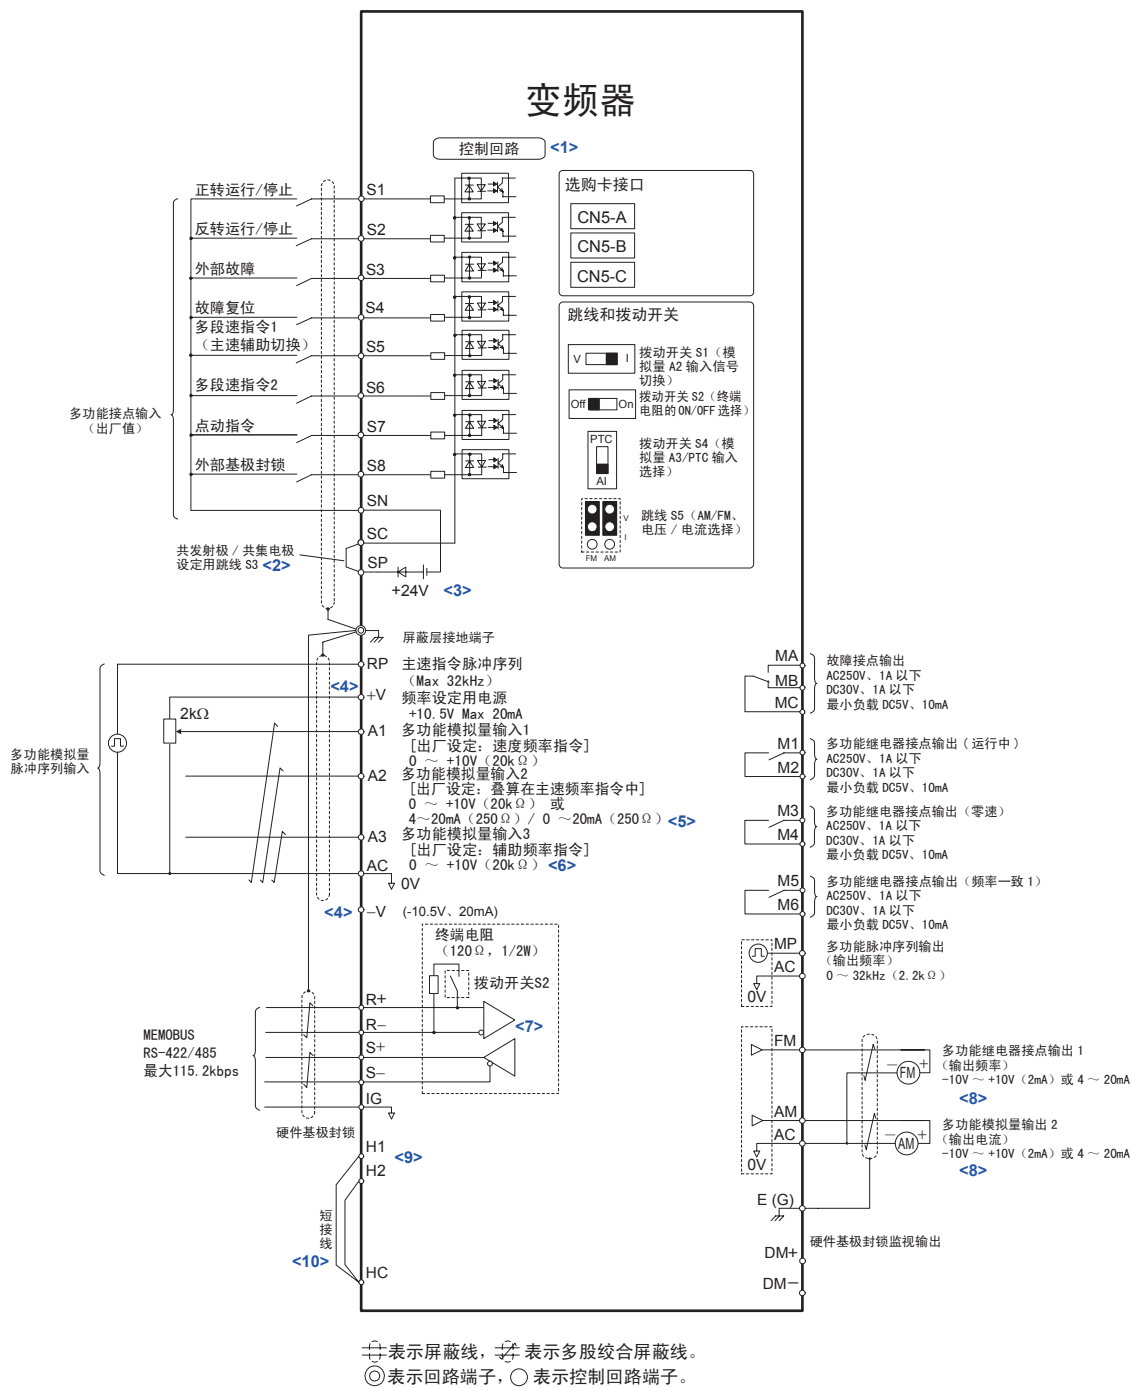 变频器
控制回路 <1>
正转运行/停止 S1
反转运行/停止 S2
外部故障 S3
故障复位 S4
多段速指令1
（主速辅助切换） S5
多段速指令2 S6
点动指令 S7
外部基极封锁 S8
多功能接点输入
（出厂值）
SN
SC
共发射极 / 共集电极
设定用跳线 S3 <2>
SP
+24V <3>
选购卡接口
CN5-A
CN5-B
CN5-C
跳线和拨动开关
V I
拨动开关 S1（模
拟量 A2 输入信号
切换）
Off On
拨动开关 S2（终端
电阻的 ON/OFF 选择）
PTC
AI
拨动开关 S4（模
拟量 A3/PTC 输入
选择）
V
I
FM AM
跳线 S5（AM/FM、
电压 / 电流选择）
屏蔽层接地端子
RP 主速指令脉冲序列
（Max 32kHz）
<4> +V 频率设定用电源
+10.5V Max 20mA
2kΩ
A1 多功能模拟量输入1
[出厂设定: 速度频率指令]
0 ～ +10V（20kΩ）
多功能模拟量
脉冲序列输入
A2 多功能模拟量输入2
[出厂设定: 叠算在主速频率指令中]
0 ～ +10V（20kΩ） 或
4～20mA（250Ω）/ 0 ～20mA（250Ω）<5>
A3 多功能模拟量输入3
[出厂设定: 辅助频率指令]
0 ～ +10V（20kΩ）<6>
AC
0V
<4> −V (-10.5V、20mA)
终端电阻
（120Ω, 1/2W）
拨动开关S2
R+
R−
<7>
S+
S−
IG
MEMOBUS
RS-422/485
最大115.2kbps
硬件基极封锁
H1
<9>
H2
短接线
<10>
HC
MA
MB
MC
故障接点输出
AC250V、1A 以下
DC30V、1A 以下
最小负载 DC5V、10mA
M1
M2
多功能继电器接点输出 ( 运行中 )
AC250V、1A 以下
DC30V、1A 以下
最小负载 DC5V、10mA
M3
M4
多功能继电器接点输出（零速）
AC250V、1A 以下
DC30V、1A 以下
最小负载 DC5V、10mA
M5
M6
多功能继电器接点输出（频率一致 1）
AC250V、1A 以下
DC30V、1A 以下
最小负载 DC5V、10mA
MP
AC
0V
多功能脉冲序列输出
（输出频率）
0 ～ 32kHz（2.2kΩ）
FM
− FM +
多功能继电器接点输出 1
（输出频率）
-10V ～ +10V（2mA）或 4 ～ 20mA
<8>
AM
AC
0V
− AM +
多功能模拟量输出 2
（输出电流）
-10V ～ +10V（2mA）或 4 ～ 20mA
<8>
E (G)
硬件基极封锁监视输出
DM+
DM−
表示屏蔽线, 表示多股绞合屏蔽线。
表示回路端子, 表示控制回路端子。